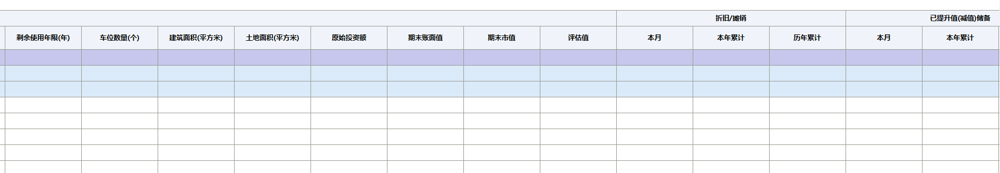 折旧/摊销 已提升值(减值)储备
剩余使用年限(年) 车位数量(个) 建筑面积(平方米) 土地面积(平方米) 原始投资额 期末账面值 期末市值 评估值 本月 本年累计 历年累计 本月 本年累计